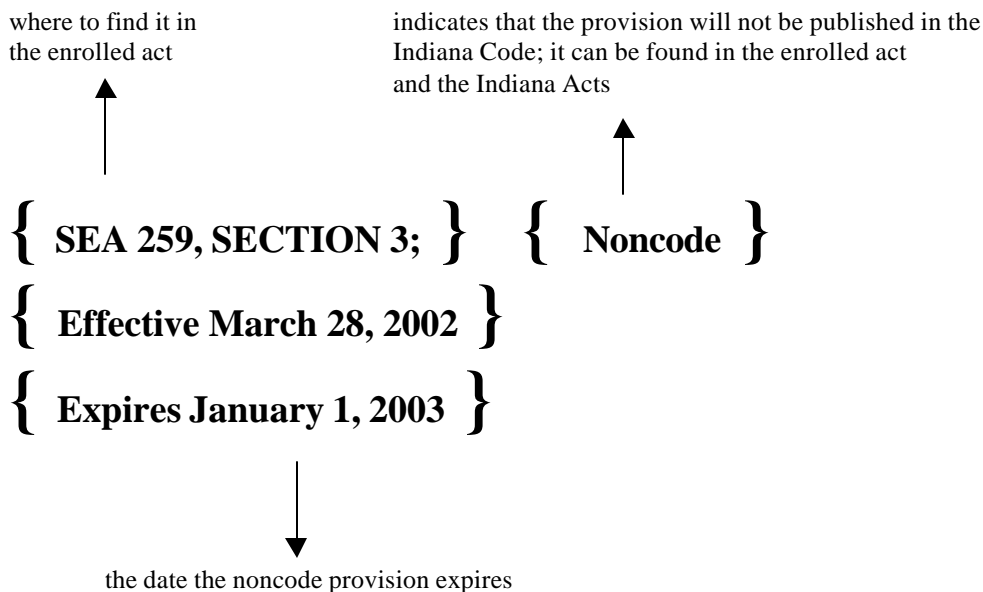 where to find it in
the enrolled act
indicates that the provision will not be published in the
Indiana Code; it can be found in the enrolled act
and the Indiana Acts
{ SEA 259, SECTION 3; } { Noncode }
{ Effective March 28, 2002 }
{ Expires January 1, 2003 }
the date the noncode provision expires